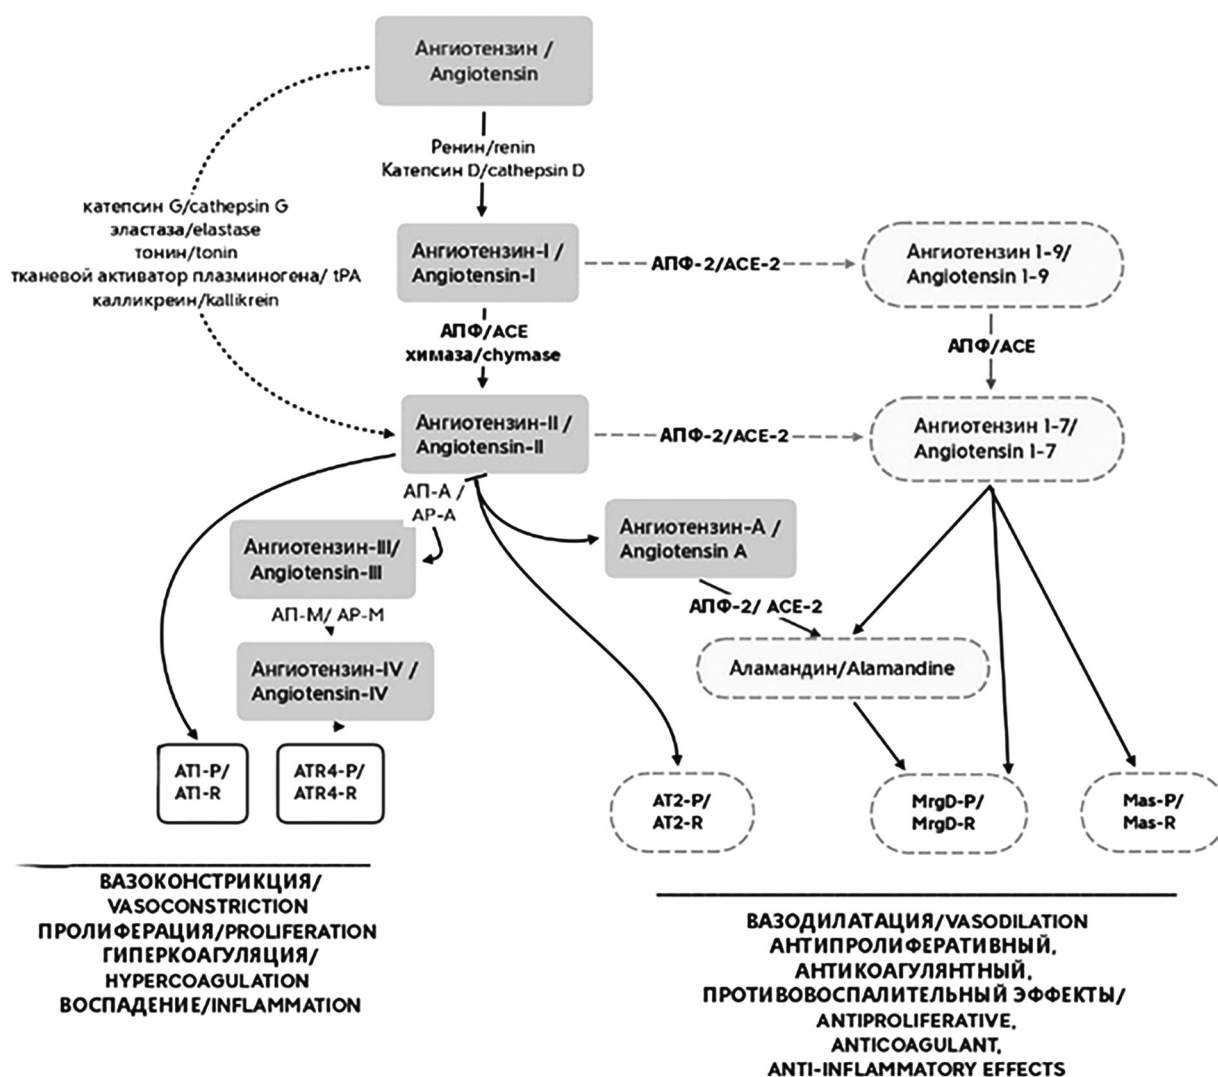 Ангиотензин /
Angiotensin
Ренин/renin
Катепсин D/cathepsin D
катепсин G/cathepsin G
эластаза/elastase
тонин/tonin
тканевой активатор плазминогена/ tPA
калликреин/kallikrein
Ангиотензин-I /
Angiotensin-I
АПФ-2/ACE-2
Ангиотензин 1-9/
Angiotensin 1-9
АПФ/ACE
химаза/chymase
АПФ/ACE
Ангиотензин-II /
Angiotensin-II
АПФ-2/ACE-2
Ангиотензин 1-7/
Angiotensin 1-7
АП-А /
AP-A
Ангиотензин-III/
Angiotensin-III
Ангиотензин-A /
Angiotensin A
АП-М/ AP-M
АПФ-2/ ACE-2
Ангиотензин-IV /
Angiotensin-IV
Аламандин/Alamandine
AT1-P/
AT1-R
ATR4-P/
ATR4-R
AT2-P/
AT2-R
MrgD-P/
MrgD-R
Mas-P/
Mas-R
ВАЗОКОНСТРИКЦИЯ/
VASOCONSTRICTION
ПРОЛИФЕРАЦИЯ/PROLIFERATION
ГИПЕРКОАГУЛЯЦИЯ/
HYPERCOAGULATION
ВОСПАДЕНИЕ/INFLAMMATION
ВАЗОДИЛАТАЦИЯ/VASODILATION
АНТИПРОЛИФЕРАТИВНЫЙ,
АНТИКОАГУЛЯНТНЫЙ,
ПРОТИВОВОСПАЛИТЕЛЬНЫЙ ЭФФЕКТЫ/
ANTIPROLIFERATIVE,
ANTICOAGULANT,
ANTI-INFLAMMATORY EFFECTS